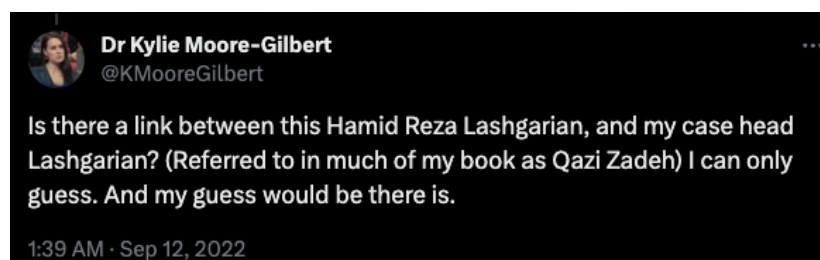 Dr Kylie Moore-Gilbert
@KMooreGilbert
Is there a link between this Hamid Reza Lashgarian, and my case head
Lashgarian? (Referred to in much of my book as Qazi Zadeh) I can only
guess. And my guess would be there is.
1:39 AM · Sep 12, 2022